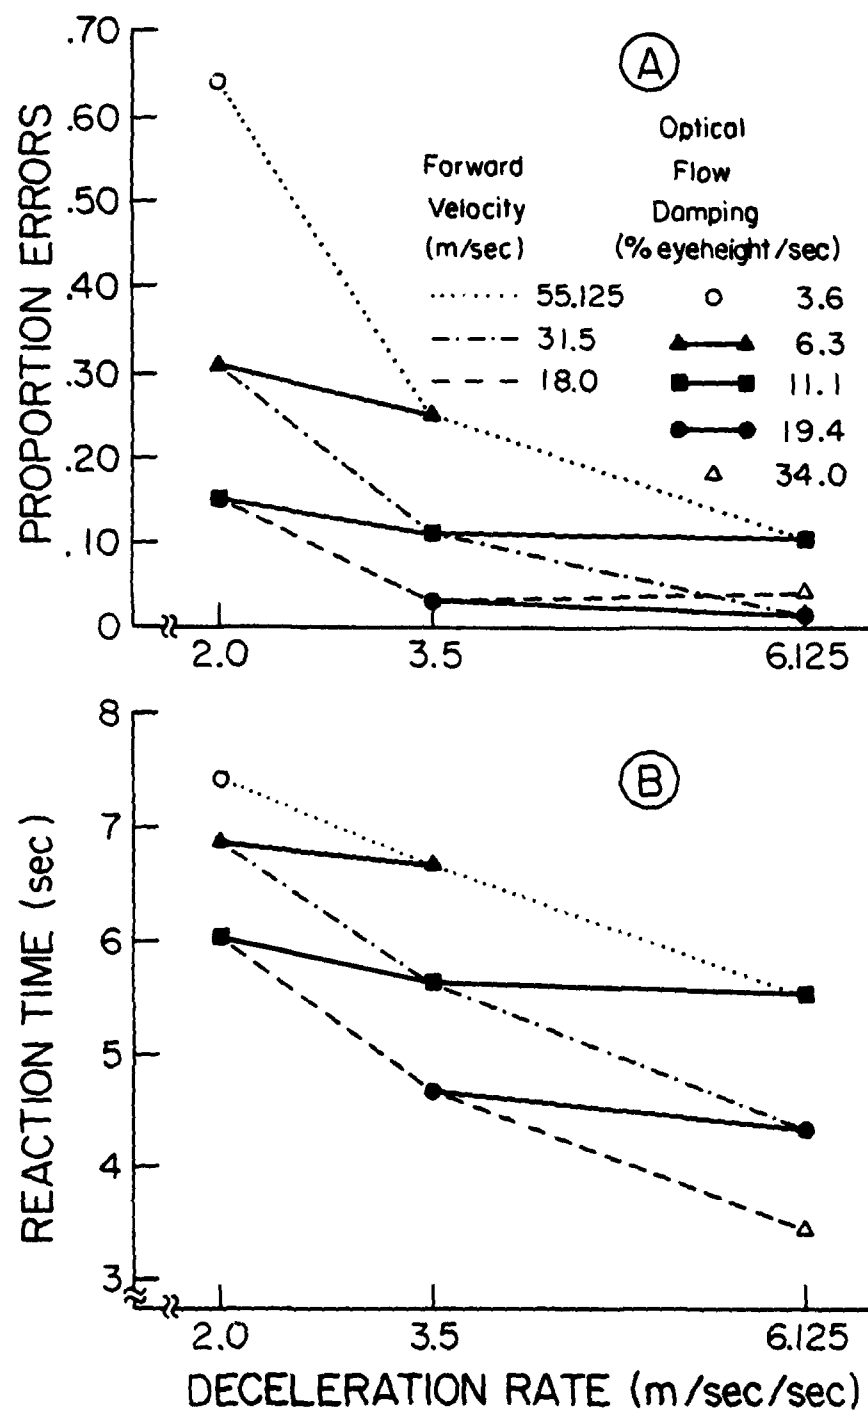 .70
.60
.50
.40
.30
.20
.10
0
PROPORTION ERRORS
A
Forward
Velocity
(m/sec)
55.125
31.5
18.0
Optical
Flow
Damping
(% eyeheight/sec)
3.6
6.3
11.1
19.4
34.0
2.0 3.5 6.125
8
7
6
5
4
3
REACTION TIME (sec)
B
2.0 3.5 6.125
DECELERATION RATE (m/sec/sec)